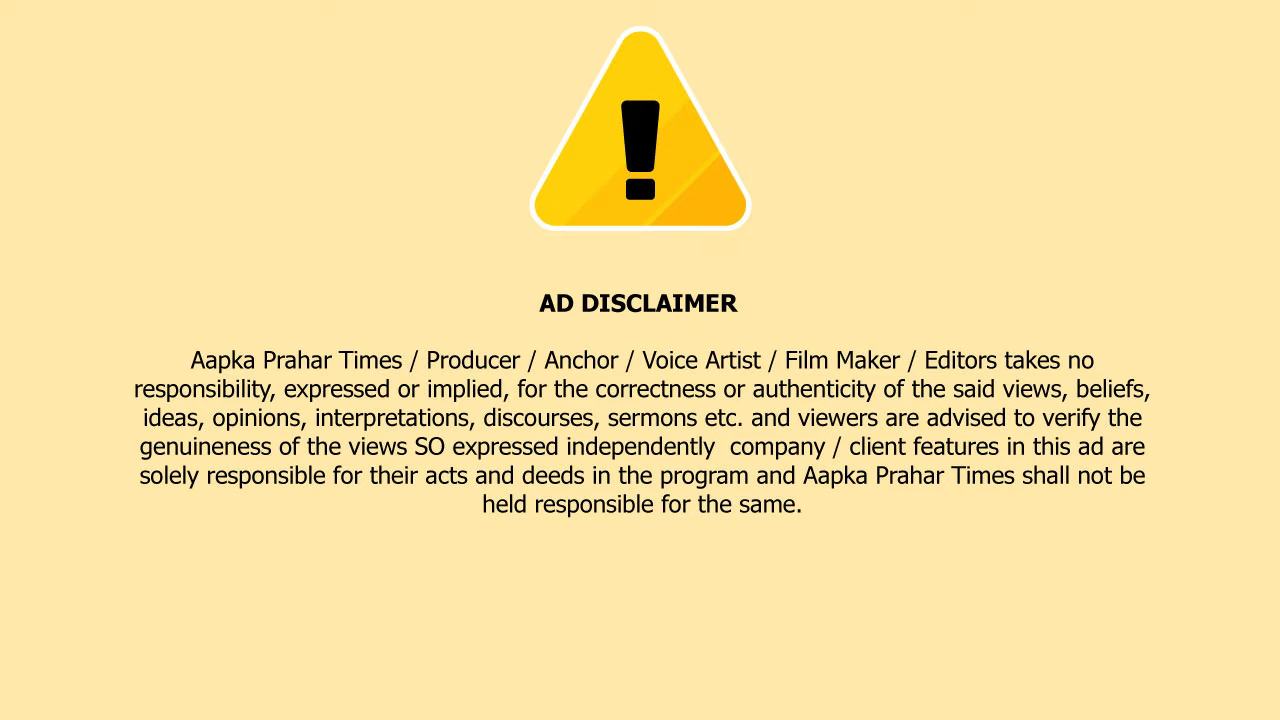 AD DISCLAIMER
Aapka Prahar Times / Producer / Anchor / Voice Artist / Film Maker / Editors takes no
responsibility, expressed or implied, for the correctness or authenticity of the said views, beliefs,
ideas, opinions, interpretations, discourses, sermons etc. and viewers are advised to verify the
genuineness of the views SO expressed independently  company / client features in this ad are
solely responsible for their acts and deeds in the program and Aapka Prahar Times shall not be
held responsible for the same.